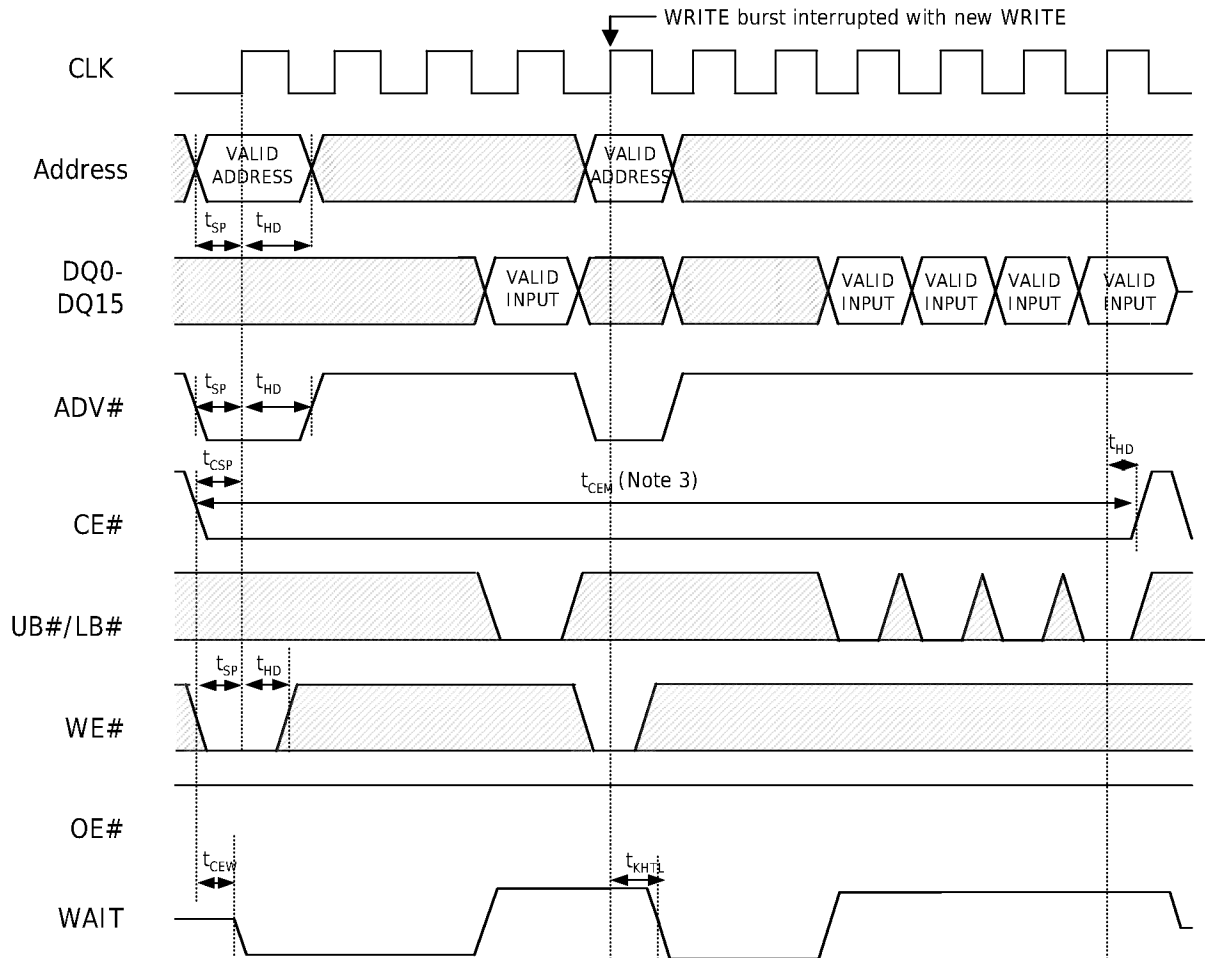 WRITE burst interrupted with new WRITE
CLK
Address
VALID
ADDRESS
VALID
ADDRESS
tSP
tHD
DQ0-
DQ15
VALID
INPUT
VALID
INPUT
VALID
INPUT
VALID
INPUT
VALID
INPUT
ADV#
tSP
tHD
CE#
tCSP
tCEM (Note 3)
tHD
UB#/LB#
WE#
tSP
tHD
OE#
tCEW
tKHTL
WAIT